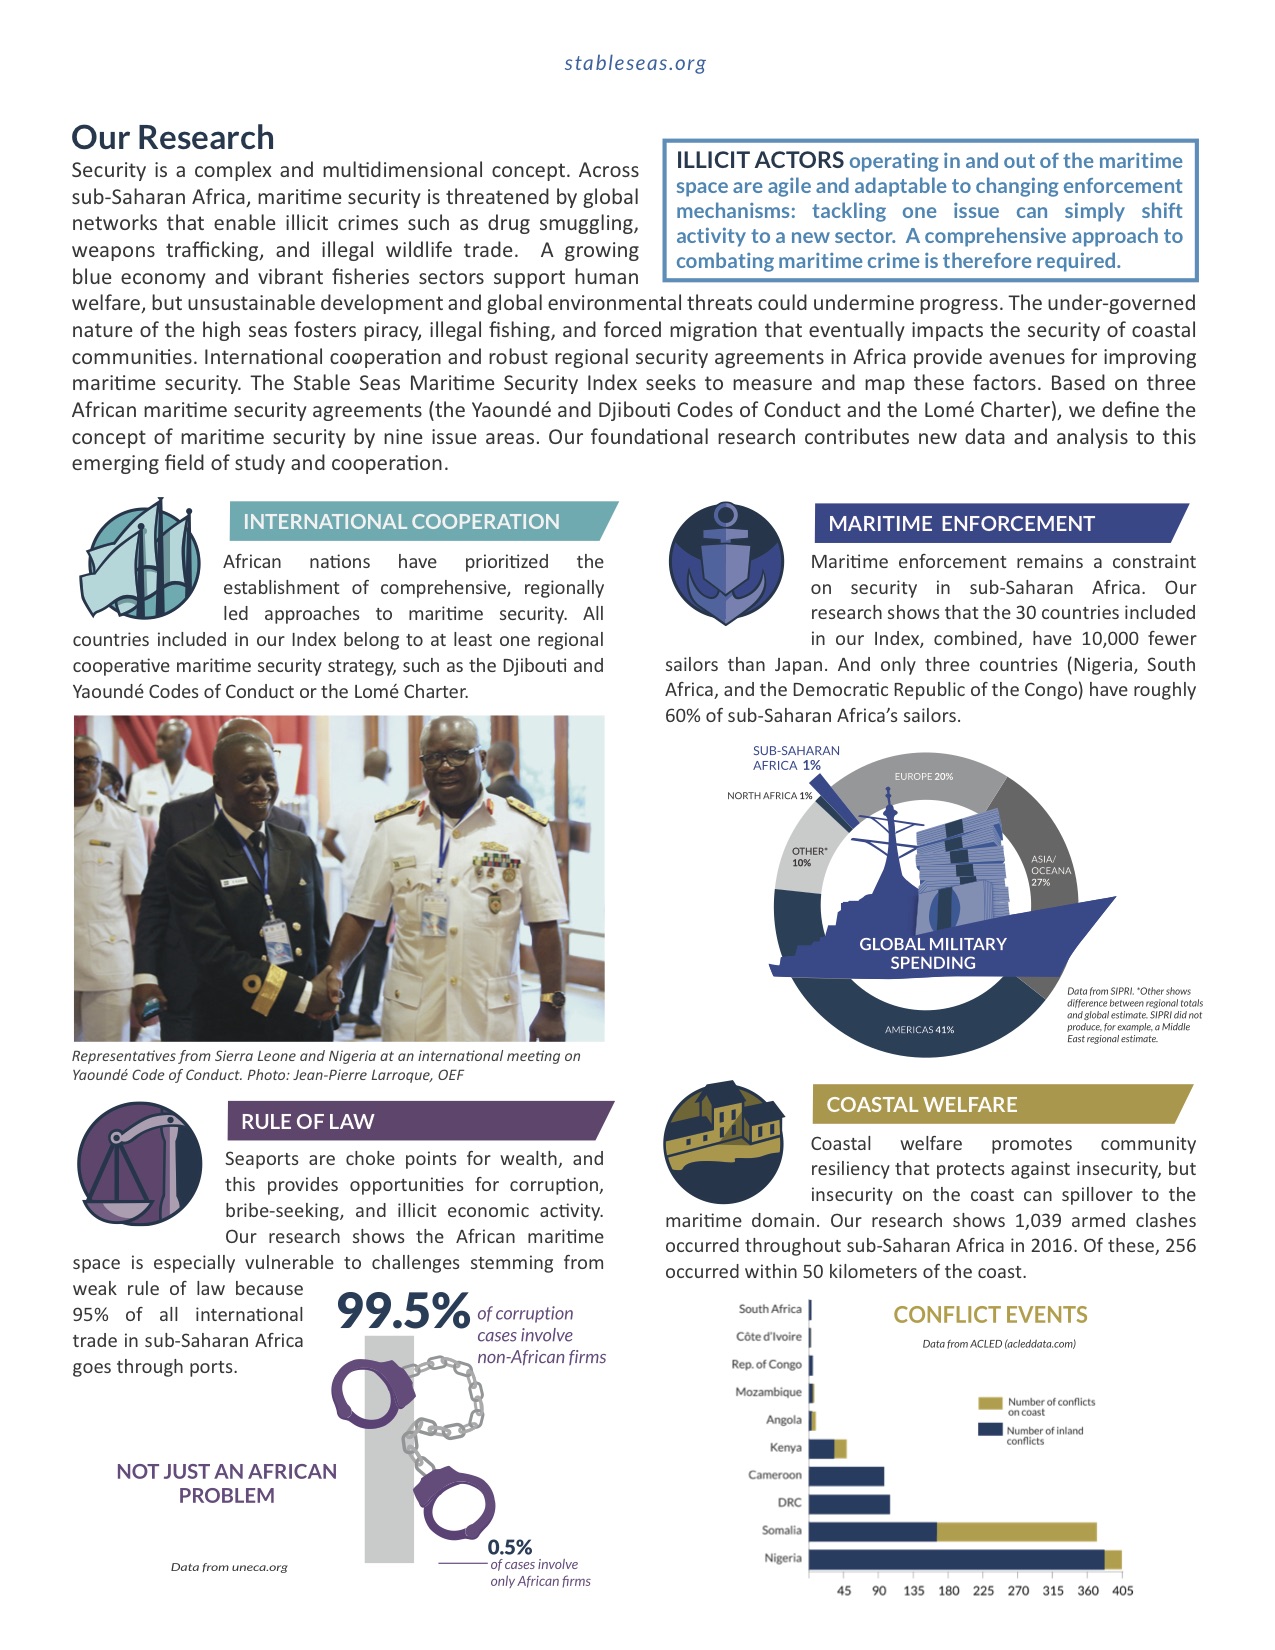 stableseas.org
Our Research
Security is a complex and multidimensional concept. Across
sub-Saharan Africa, maritime security is threatened by global
networks that enable illicit crimes such as drug smuggling,
weapons trafficking, and illegal wildlife trade. A growing
blue economy and vibrant fisheries sectors support human
ILLICIT ACTORS operating in and out of the maritime
space are agile and adaptable to changing enforcement
mechanisms: tackling one issue can simply shift
activity to a new sector. A comprehensive approach to
combating maritime crime is therefore required.
welfare, but unsustainable development and global environmental threats could undermine progress. The under-governed
nature of the high seas fosters piracy, illegal fishing, and forced migration that eventually impacts the security of coastal
communities. International cooperation and robust regional security agreements in Africa provide avenues for improving
maritime security. The Stable Seas Maritime Security Index seeks to measure and map these factors. Based on three
African maritime security agreements (the Yaoundé and Djibouti Codes of Conduct and the Lomé Charter), we define the
concept of maritime security by nine issue areas. Our foundational research contributes new data and analysis to this
emerging field of study and cooperation.
INTERNATIONAL COOPERATION
African nations have prioritized the
establishment of comprehensive, regionally
led approaches to maritime security. All
countries included in our Index belong to at least one regional
cooperative maritime security strategy, such as the Djibouti and
Yaoundé Codes of Conduct or the Lomé Charter.
Representatives from Sierra Leone and Nigeria at an international meeting on
Yaoundé Code of Conduct. Photo: Jean-Pierre Larroque, OEF
MARITIME ENFORCEMENT
Maritime enforcement remains a constraint
on security in sub-Saharan Africa. Our
research shows that the 30 countries included
in our Index, combined, have 10,000 fewer
sailors than Japan. And only three countries (Nigeria, South
Africa, and the Democratic Republic of the Congo) have roughly
60% of sub-Saharan Africa's sailors.
SUB-SAHARAN
AFRICA 1%
NORTH AFRICA 1%
EUROPE 20%
OTHER*
10%
ASIA/
OCEANA
27%
GLOBAL MILITARY
SPENDING
AMERICAS 41%
Data from SIPRI. *Other shows
difference between regional totals
and global estimate. SIPRI did not
produce, for example, a Middle
East regional estimate.
RULE OF LAW
Seaports are choke points for wealth, and
this provides opportunities for corruption,
bribe-seeking, and illicit economic activity.
Our research shows the African maritime
space is especially vulnerable to challenges stemming from
weak rule of law because
95% of all international
trade in sub-Saharan Africa
goes through ports.
99.5%
of corruption
cases involve
non-African firms
NOT JUST AN AFRICAN
PROBLEM
0.5%
of cases involve
only African firms
Data from uneca.org
COASTAL WELFARE
Coastal welfare promotes community
resiliency that protects against insecurity, but
insecurity on the coast can spillover to the
maritime domain. Our research shows 1,039 armed clashes
occurred throughout sub-Saharan Africa in 2016. Of these, 256
occurred within 50 kilometers of the coast.
CONFLICT EVENTS
Data from ACLED (acleddata.com)
Number of conflicts
on coast
Number of inland
conflicts
South Africa
Côte d'Ivoire
Rep. of Congo
Mozambique
Angola
Kenya
Cameroon
DRC
Somalia
Nigeria
45 90 135 180 225 270 315 360 405